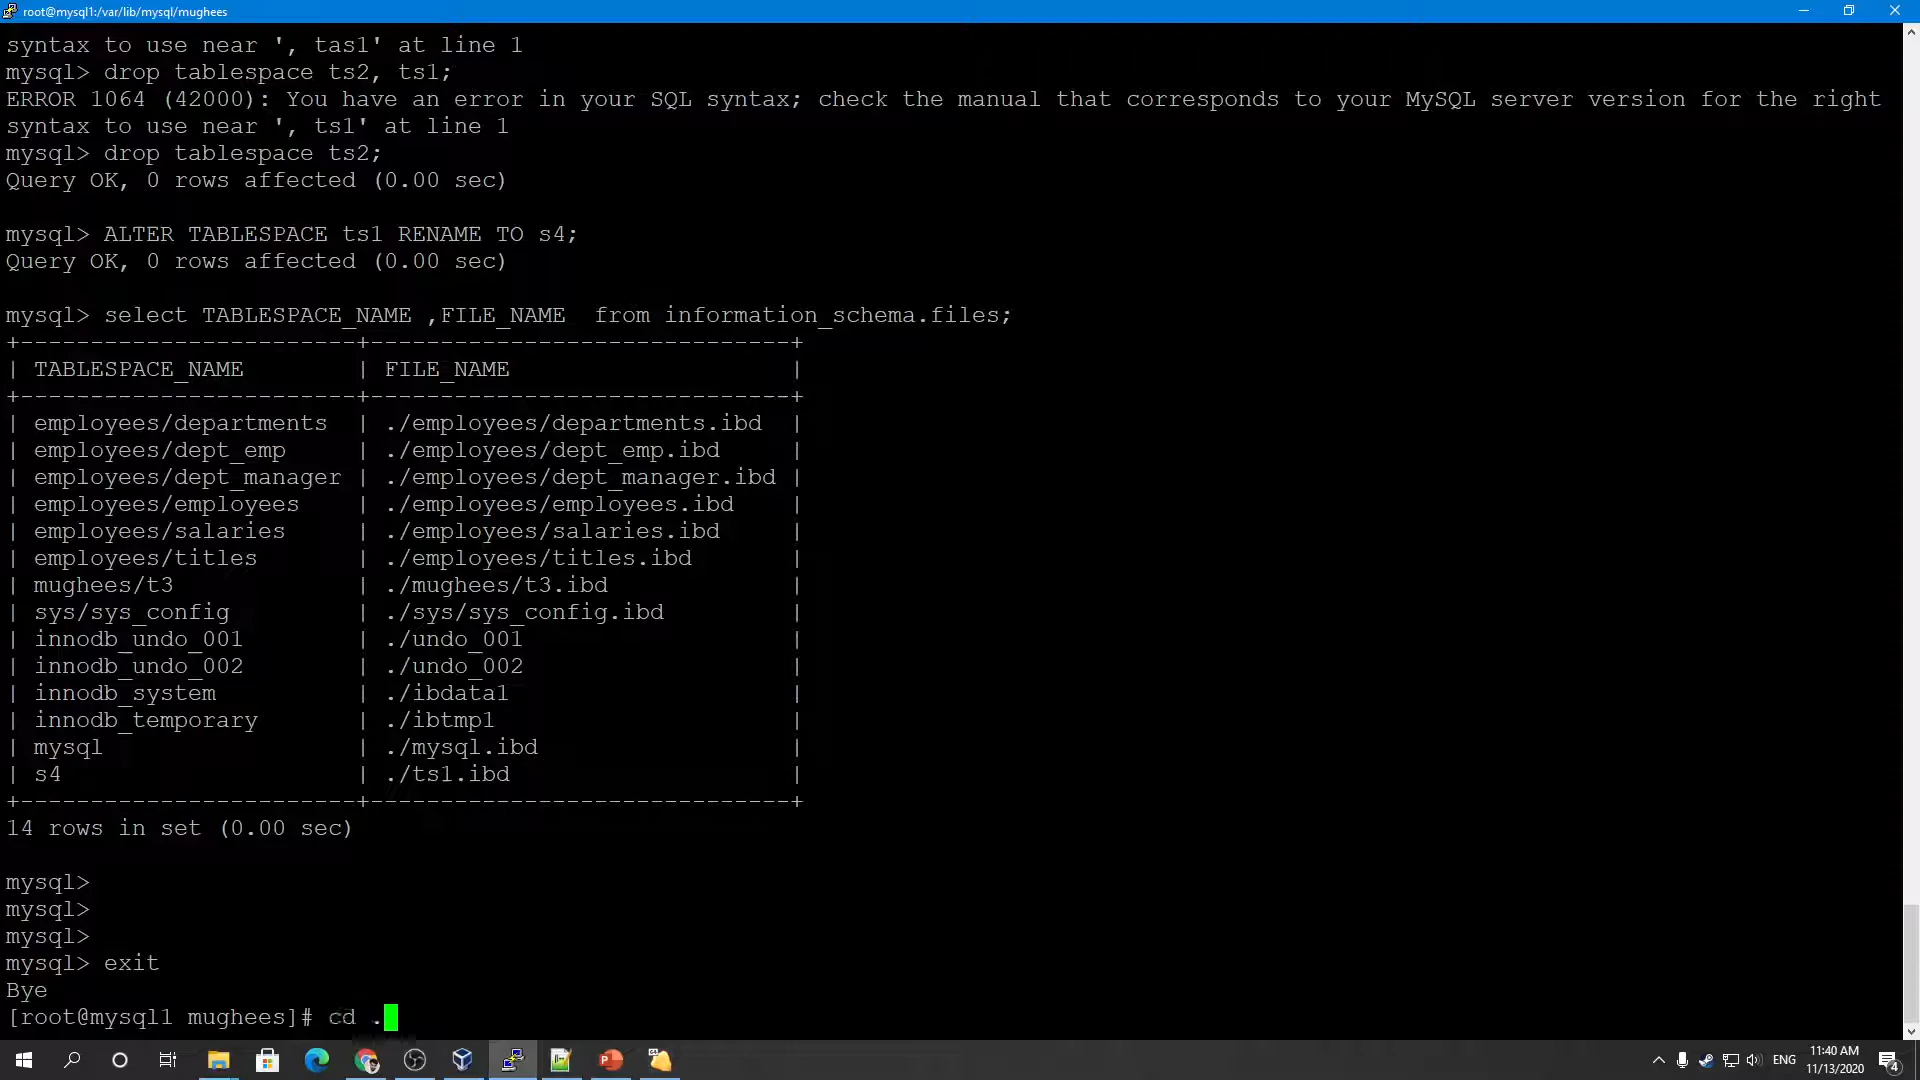 root@mysql1:/var/lib/mysql/mughees
syntax to use near ', tas1' at line 1
mysql> drop tablespace ts2, ts1;
ERROR 1064 (42000): You have an error in your SQL syntax; check the manual that corresponds to your MySQL server version for the right
syntax to use near ', ts1' at line 1
mysql> drop tablespace ts2;
Query OK, 0 rows affected (0.00 sec)
mysql> ALTER TABLESPACE ts1 RENAME TO s4;
Query OK, 0 rows affected (0.00 sec)
mysql> select TABLESPACE_NAME ,FILE_NAME  from information_schema.files;
+------------------------+------------------------------+
| TABLESPACE_NAME        | FILE_NAME                    |
+------------------------+------------------------------+
| employees/departments  | ./employees/departments.ibd  |
| employees/dept_emp     | ./employees/dept_emp.ibd     |
| employees/dept_manager | ./employees/dept_manager.ibd |
| employees/employees    | ./employees/employees.ibd    |
| employees/salaries     | ./employees/salaries.ibd     |
| employees/titles       | ./employees/titles.ibd       |
| mughees/t3             | ./mughees/t3.ibd             |
| sys/sys_config         | ./sys/sys_config.ibd         |
| innodb_undo_001        | ./undo_001                   |
| innodb_undo_002        | ./undo_002                   |
| innodb_system          | ./ibdata1                    |
| innodb_temporary       | ./ibtmp1                     |
| mysql                  | ./mysql.ibd                  |
| s4                     | ./ts1.ibd                    |
+------------------------+------------------------------+
14 rows in set (0.00 sec)
mysql>
mysql>
mysql>
mysql> exit
Bye
[root@mysql1 mughees]# cd .
ENG
11:40 AM
11/13/2020
4